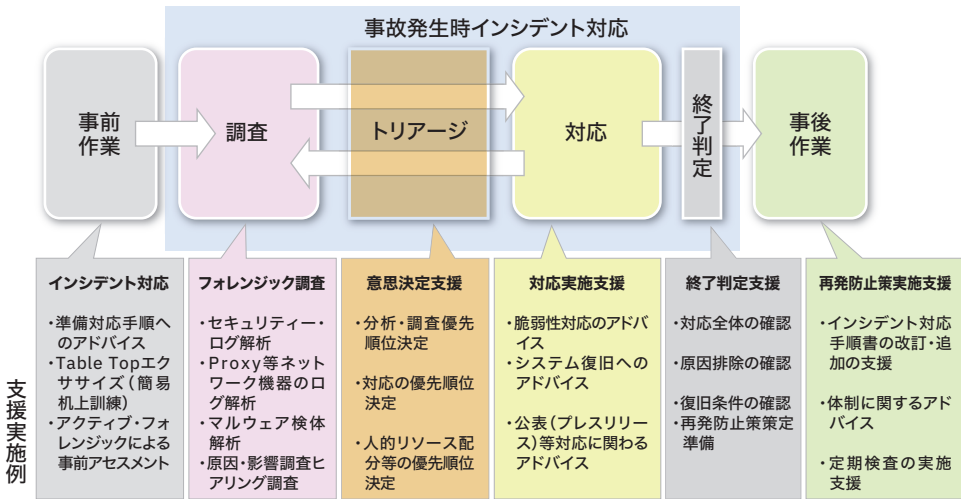 事故発生時インシデント対応
事前
作業
調査
トリアージ
対応
終了判定
事後
作業
支援実施例
インシデント対応
・準備対応手順へ
のアドバイス
・Table Topエク
ササイズ(簡易
机上訓練)
・アクティブ・フォ
レンジックによる
事前アセスメント
フォレンジック調査
・セキュリティー・
ログ解析
・Proxy等ネット
ワーク機器のロ
グ解析
・マルウェア検体
解析
・原因・影響調査ヒ
アリング調査
意思決定支援
・分析・調査優先
順位決定
・対応の優先順位
決定
・人的リソース配
分等の優先順位
決定
対応実施支援
・脆弱性対応のアドバ
イス
・システム復旧への
アドバイス
・公表(プレスリリー
ス)等対応に関わる
アドバイス
終了判定支援
・対応全体の確認
・原因排除の確認
・復旧条件の確認
・再発防止策策定
準備
再発防止策実施支援
・インシデント対応
手順書の改訂・追
加の支援
・体制に関するアド
バイス
・定期検査の実施
支援